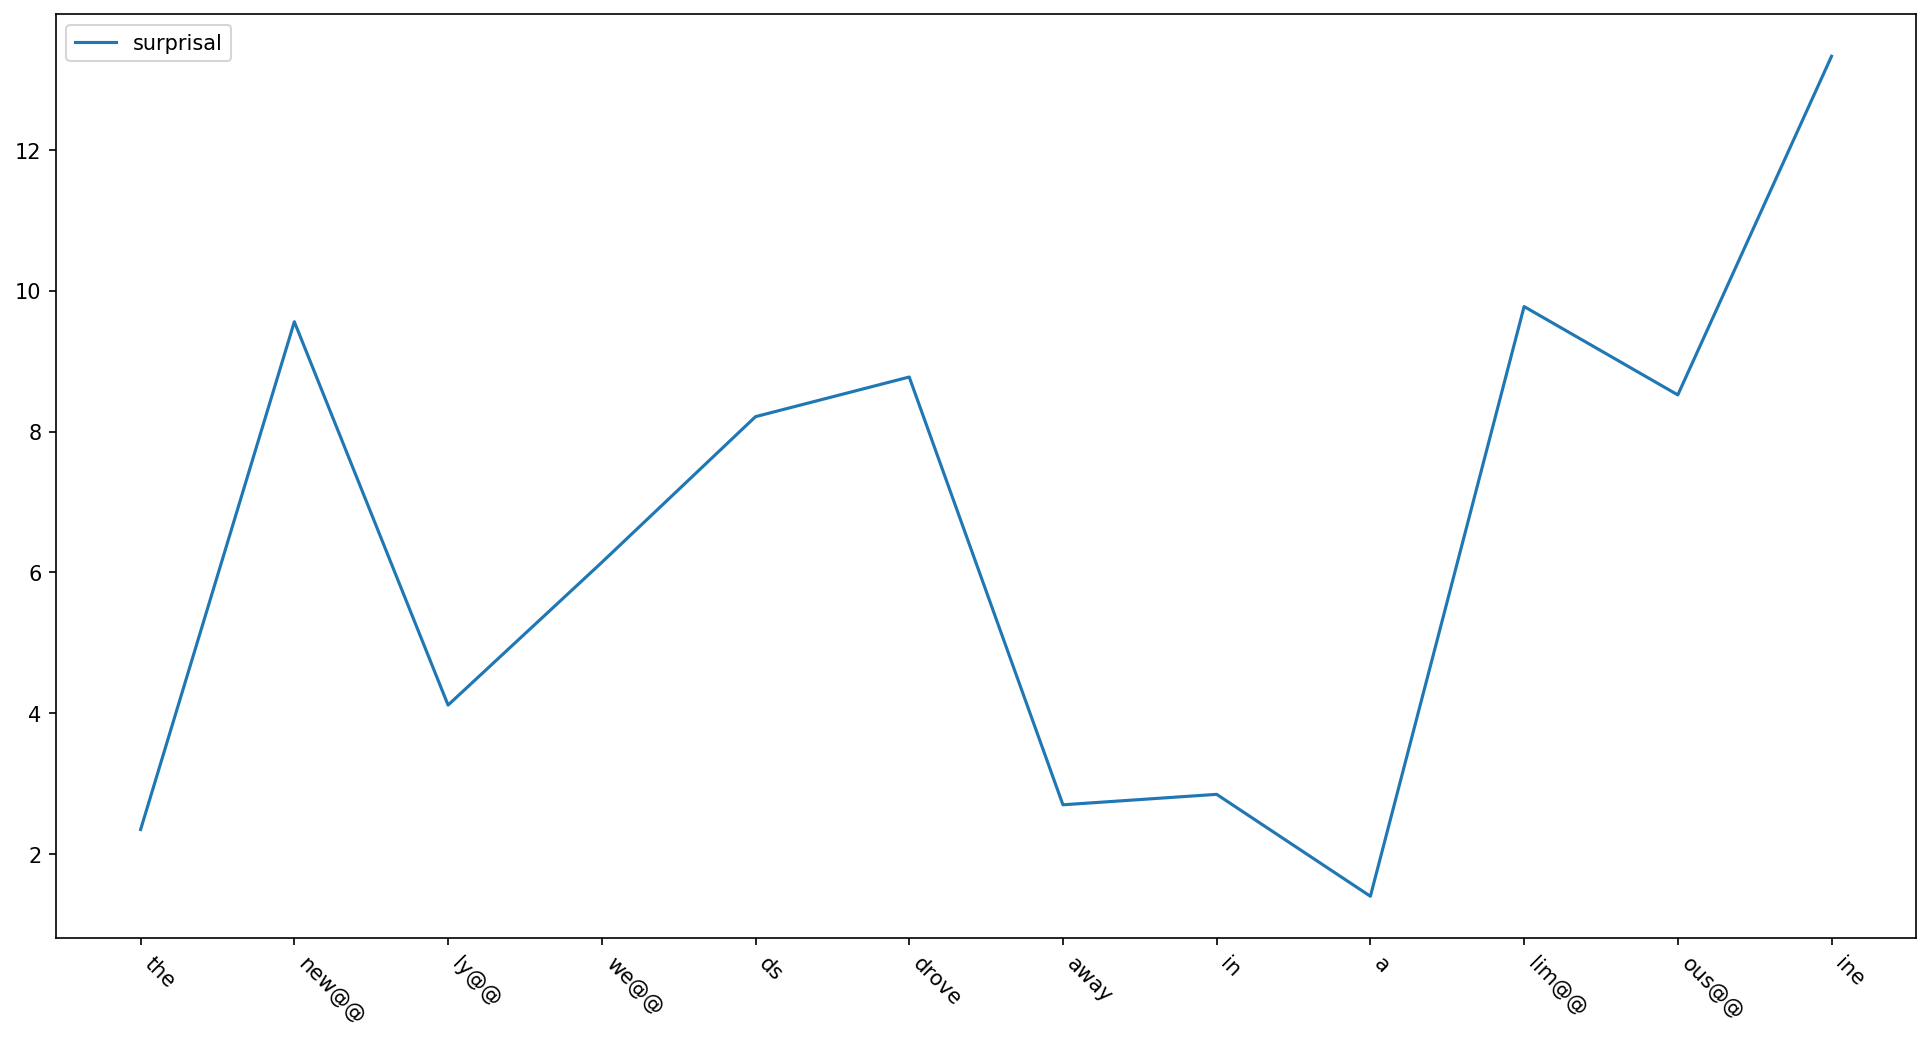 surprisal
12
10
8
6
4
2
the
new@@
ly@@
we@@
ds
drove
away
in
a
lim@@
ous@@
ine